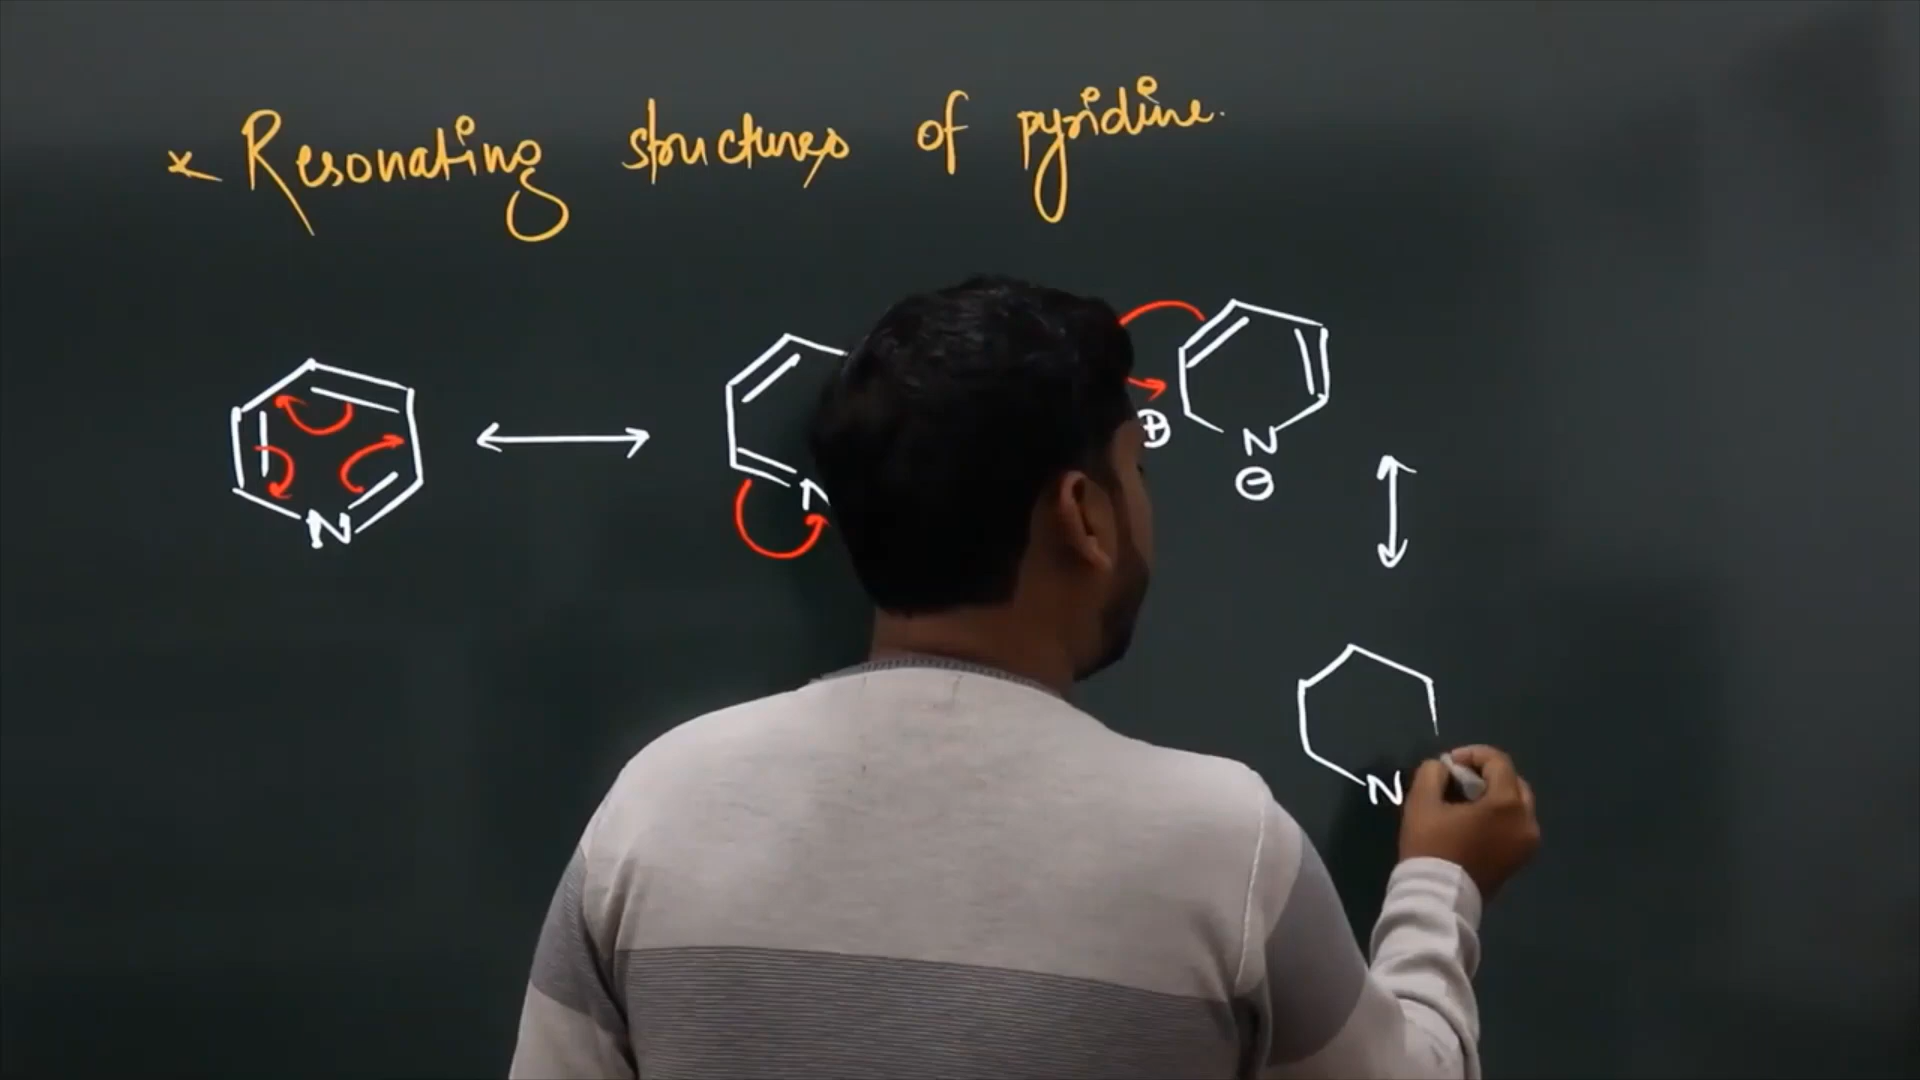 * Resonating structures of pyridine.
N
N
⊕
N
⊖
N